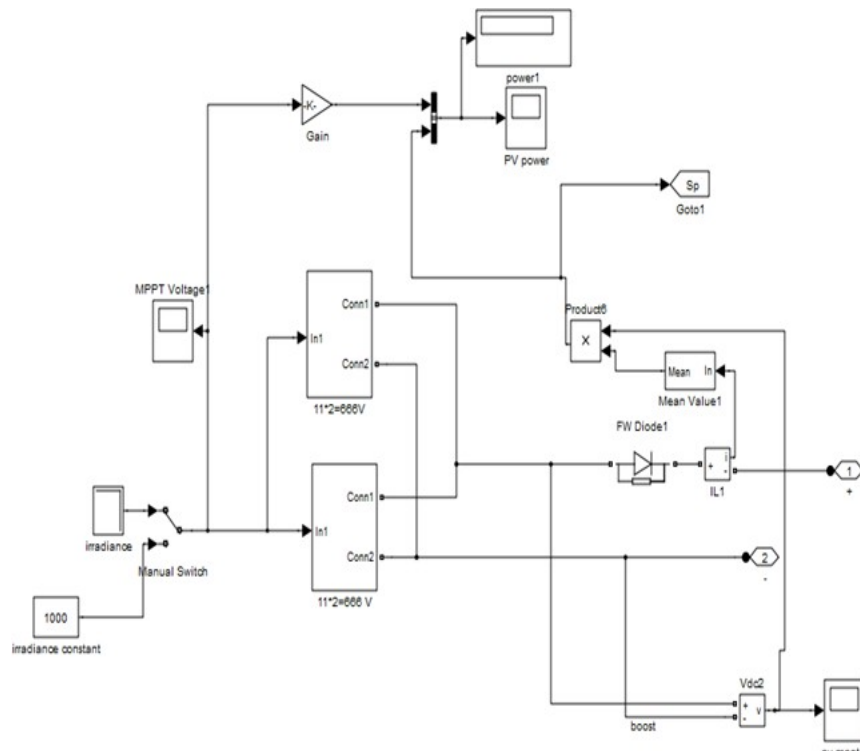 power1
-K-
Gain
PV power
Sp
Goto1
MPPT Voltage1
Conn1
In1
Conn2
11*2=666V
Product6
X
Mean
In
Mean Value1
FW Diode1
+
i
-
IL1
1
+
Conn1
In1
Conn2
11*2=666 V
irradiance
Manual Switch
2
-
1000
irradiance constant
Vdc2
+
v
-
boost